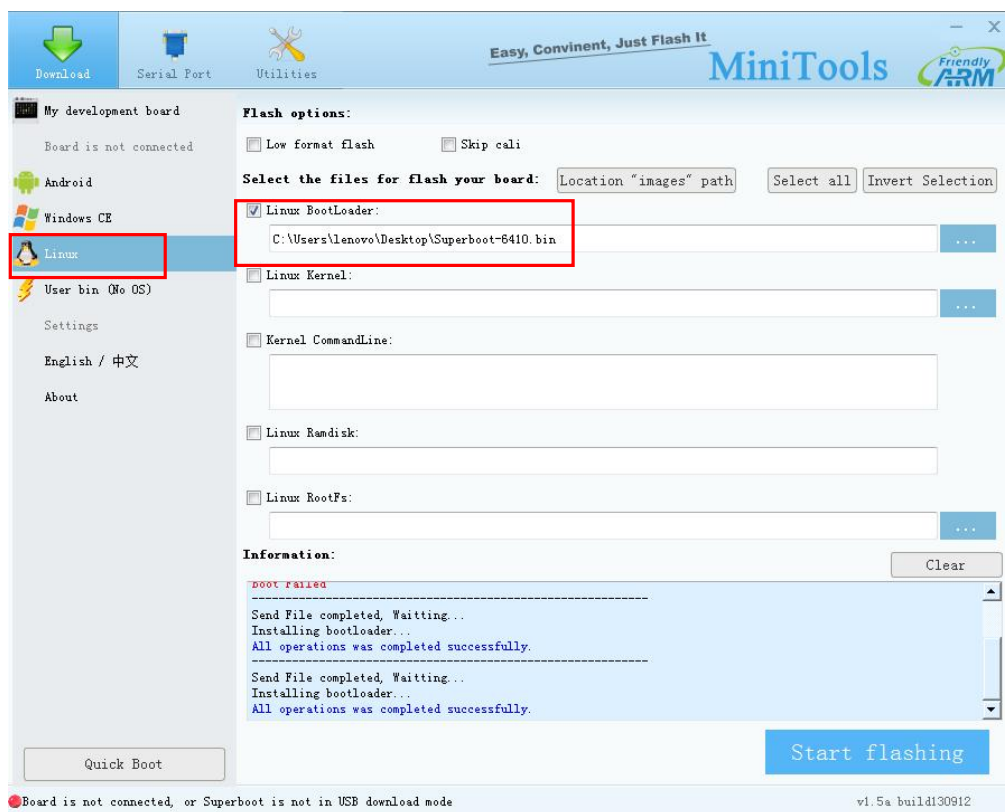 Easy, Convinent, Just Flash It
MiniTools
Friendly
ARM
Download
Serial Port
Utilities
My development board
Board is not connected
Android
Windows CE
Linux
User bin (No OS)
Settings
English / 中文
About
Quick Boot
Flash options:
Low format flash
Skip cali
Select the files for flash your board:
Location "images" path
Select all
Invert Selection
Linux BootLoader:
C:\Users\lenovo\Desktop\Superboot-6410.bin
...
Linux Kernel:
...
Kernel CommandLine:
Linux Ramdisk:
Linux RootFs:
...
Information:
Clear
Boot Failed
Send File completed, Waitting...
Installing bootloader...
All operations was completed successfully.
Send File completed, Waitting...
Installing bootloader...
All operations was completed successfully.
Start flashing
Board is not connected, or Superboot is not in USB download mode
v1.5a build130912